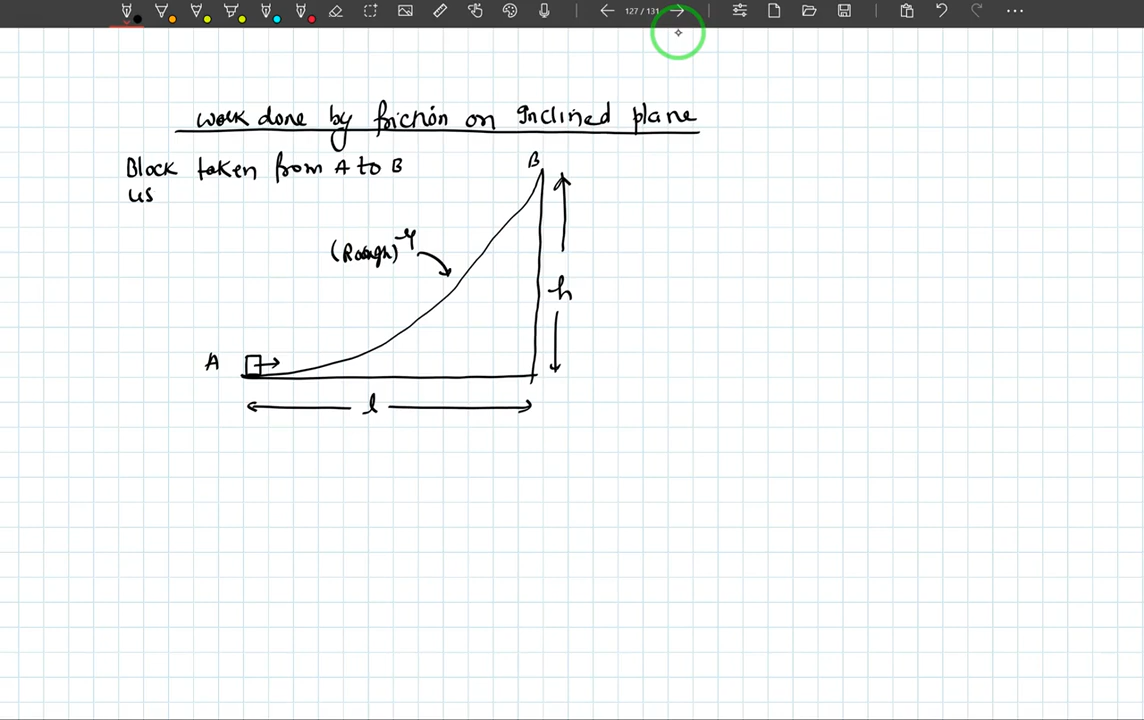 127 / 131
work done by friction on Inclined plane
Block taken from A to B
us
B
(Rough)
h
A
l